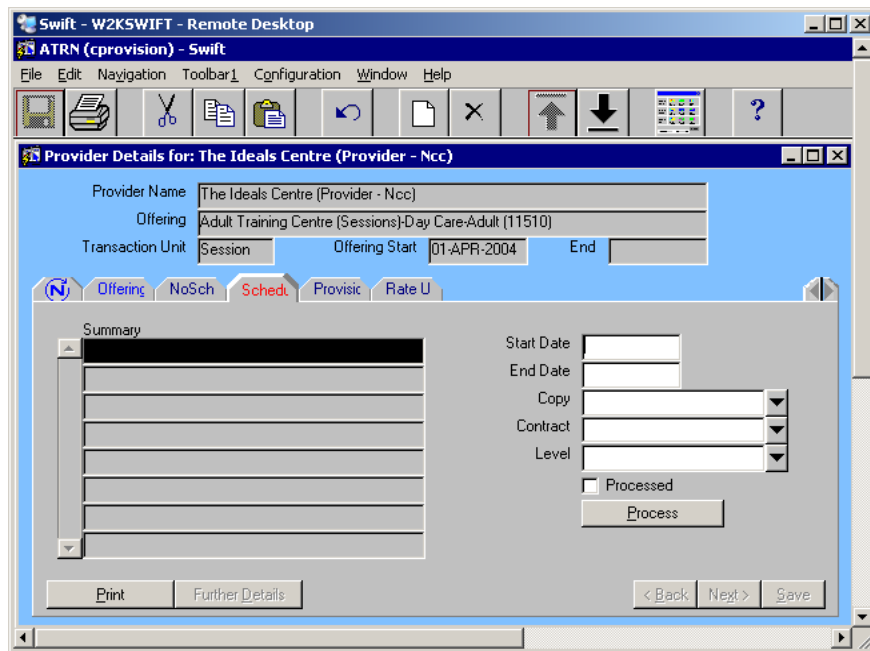 Swift - W2KSWIFT - Remote Desktop
ATRN (cprovision) - Swift
File Edit Navigation Toolbar1 Configuration Window Help
?
Provider Details for: The Ideals Centre (Provider - Ncc)
Provider Name The Ideals Centre (Provider - Ncc)
Offering Adult Training Centre (Sessions)-Day Care-Adult (11510)
Transaction Unit Session Offering Start 01-APR-2004 End
N Offering NoSch Schedu Provisic Rate U
Summary
Start Date
End Date
Copy
Contract
Level
Processed
Process
Print Further Details < Back Next > Save